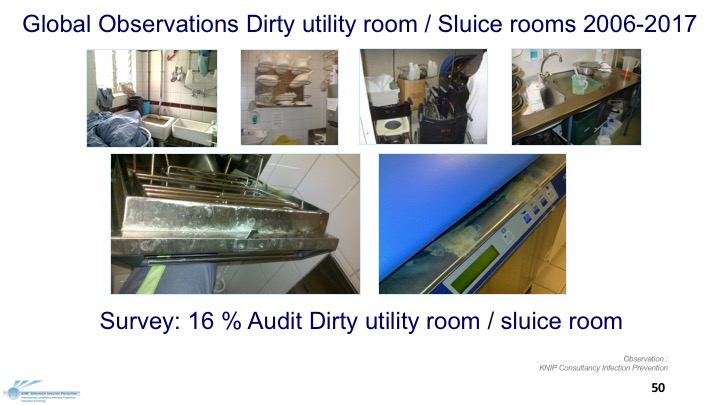 Global Observations Dirty utility room / Sluice rooms 2006-2017
Survey: 16 % Audit Dirty utility room / sluice room
Observation :
KNIP Consultancy Infection Prevention
50